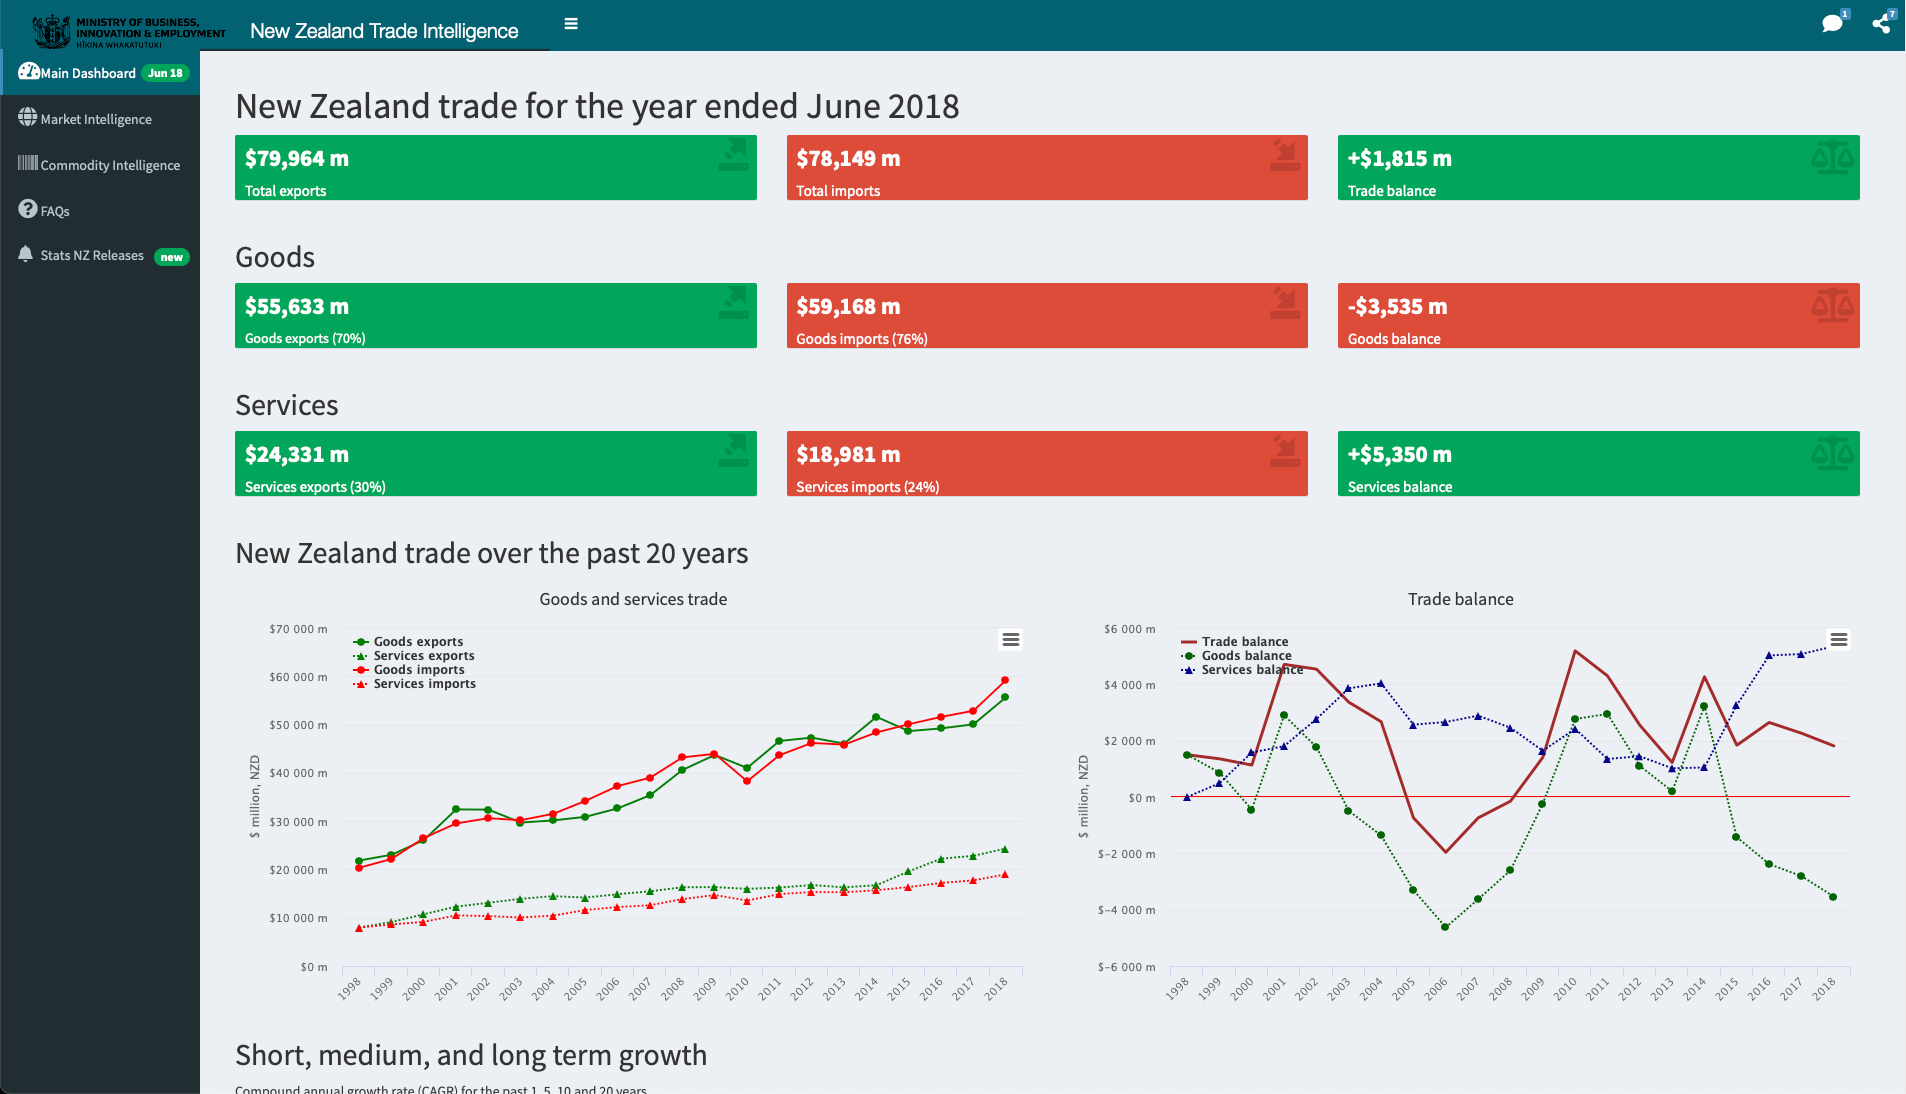 MINISTRY OF BUSINESS,
INNOVATION & EMPLOYMENT
HĪKINA WHAKATUTUKI
New Zealand Trade Intelligence
1
7
Main Dashboard Jun 18
Market Intelligence
Commodity Intelligence
FAQs
Stats NZ Releases new
New Zealand trade for the year ended June 2018
$79,964 m
Total exports
$78,149 m
Total imports
+$1,815 m
Trade balance
Goods
$55,633 m
Goods exports (70%)
$59,168 m
Goods imports (76%)
-$3,535 m
Goods balance
Services
$24,331 m
Services exports (30%)
$18,981 m
Services imports (24%)
+$5,350 m
Services balance
New Zealand trade over the past 20 years
Goods and services trade
$ million, NZD
$70 000 m
$60 000 m
$50 000 m
$40 000 m
$30 000 m
$20 000 m
$10 000 m
$0 m
Goods exports
Services exports
Goods imports
Services imports
1998 1999 2000 2001 2002 2003 2004 2005 2006 2007 2008 2009 2010 2011 2012 2013 2014 2015 2016 2017 2018
Trade balance
$ million, NZD
$6 000 m
$4 000 m
$2 000 m
$0 m
$−2 000 m
$−4 000 m
$−6 000 m
Trade balance
Goods balance
Services balance
1998 1999 2000 2001 2002 2003 2004 2005 2006 2007 2008 2009 2010 2011 2012 2013 2014 2015 2016 2017 2018
Short, medium, and long term growth
Compound annual growth rate (CAGR) for the past 1, 5, 10 and 20 years